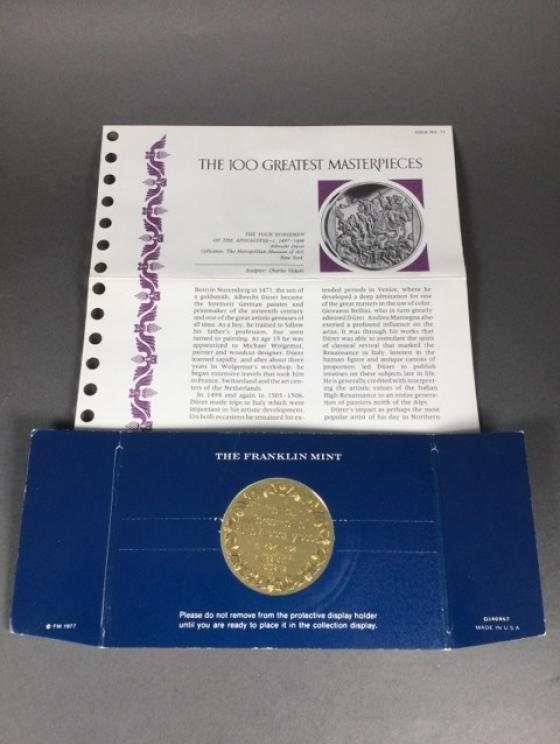 ISSUE NO. 71
THE 100 GREATEST MASTERPIECES
THE FOUR HORSEMEN
OF THE APOCALYPSE—c. 1497-1498
Albrecht Dürer
Collection: The Metropolitan Museum of Art,
New York
Sculptor: Charles Vickers
Born in Nuremberg in 1471, the son of
a goldsmith, Albrecht Dürer became
the foremost German painter and
printmaker of the sixteenth century
and one of the great artistic geniuses of
all time. As a boy, he trained to follow
his father's profession, but soon
turned to painting. At age 15 he was
apprenticed to Michael Wolgemut,
painter and woodcut designer. Dürer
learned rapidly, and after about three
years in Wolgemut's workshop, he
began extensive travels that took him
to France, Switzerland and the art cen-
ters of the Netherlands.
In 1494 and again in 1505-1506,
Dürer made trips to Italy which were
important in his artistic development.
On both occasions he remained for ex-
tended periods in Venice, where he
developed a deep admiration for one
of the great masters in the use of color,
Giovanni Bellini, who in turn greatly
admired Dürer. Andrea Mantegna also
exerted a profound influence on the
artist. It was through his works that
Dürer was able to assimilate the spirit
of classical revival that marked the
Renaissance in Italy. Interest in the
human figure and antique canons of
proportion led Dürer to publish
treatises on these subjects late in life.
He is generally credited with interpret-
ing the artistic values of the Italian
High Renaissance to an entire genera-
tion of painters north of the Alps.
Dürer's impact as perhaps the most
popular artist of his day in Northern
THE FRANKLIN MINT
Please do not remove from the protective display holder
until you are ready to place it in the collection display.
© FM 1977
MADE IN U.S.A.